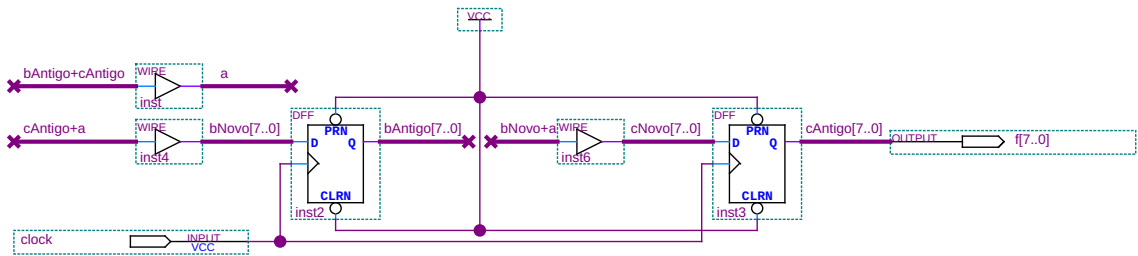 VCC
bAntigo+cAntigo WIRE a
inst
cAntigo+a WIRE bNovo[7..0] DFF bAntigo[7..0] bNovo+a WIRE cNovo[7..0] DFF cAntigo[7..0] OUTPUT f[7..0]
PRN PRN
D Q D Q
inst4 inst6
CLRN CLRN
inst2 inst3
clock INPUT
VCC